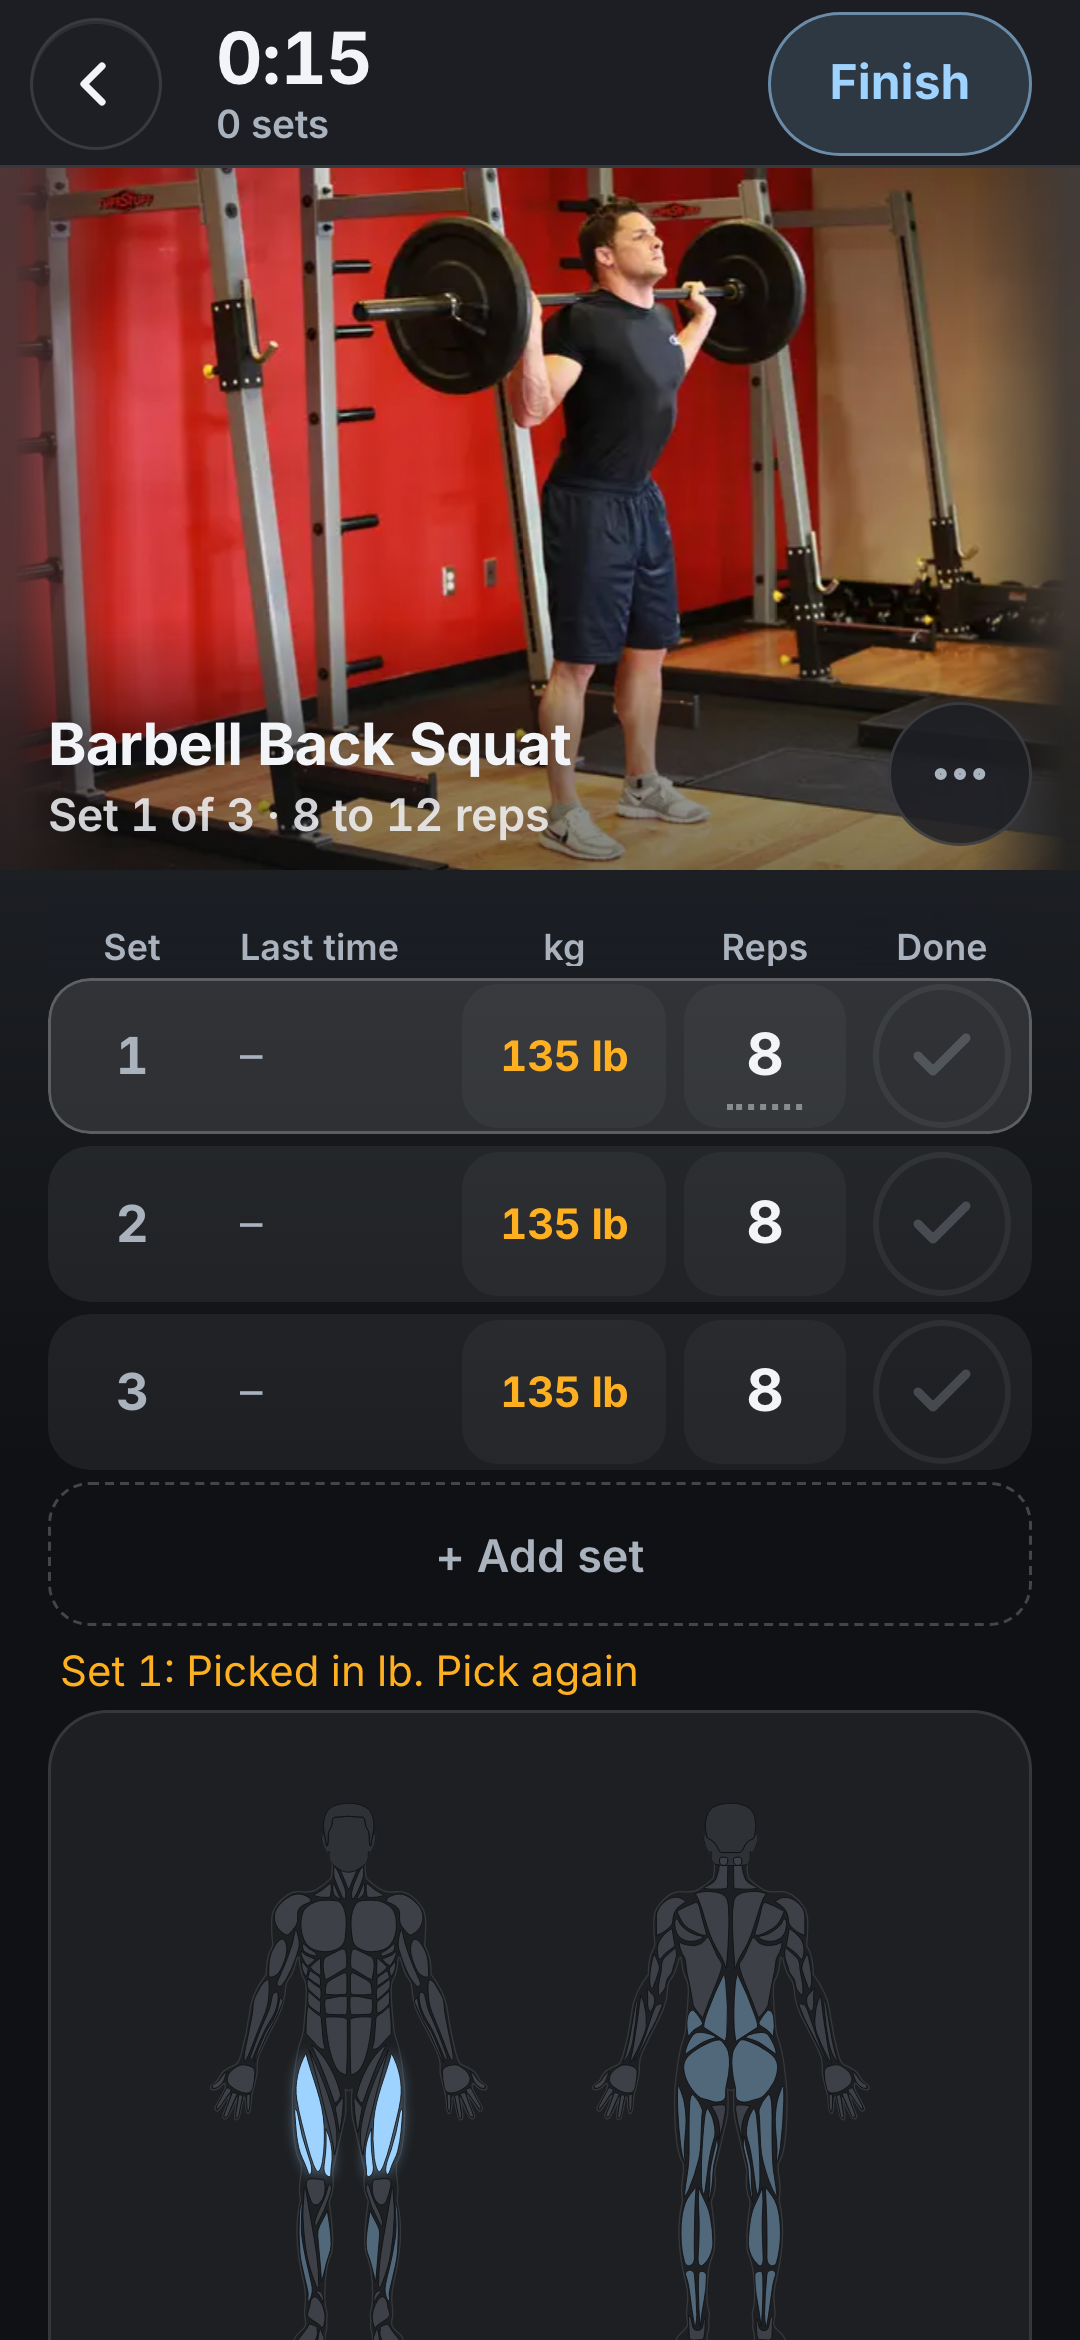 0:15
0 sets
Finish
Barbell Back Squat
Set 1 of 3 · 8 to 12 reps
Set Last time kg Reps Done
1 – 135 lb 8
2 – 135 lb 8
3 – 135 lb 8
+ Add set
Set 1: Picked in lb. Pick again